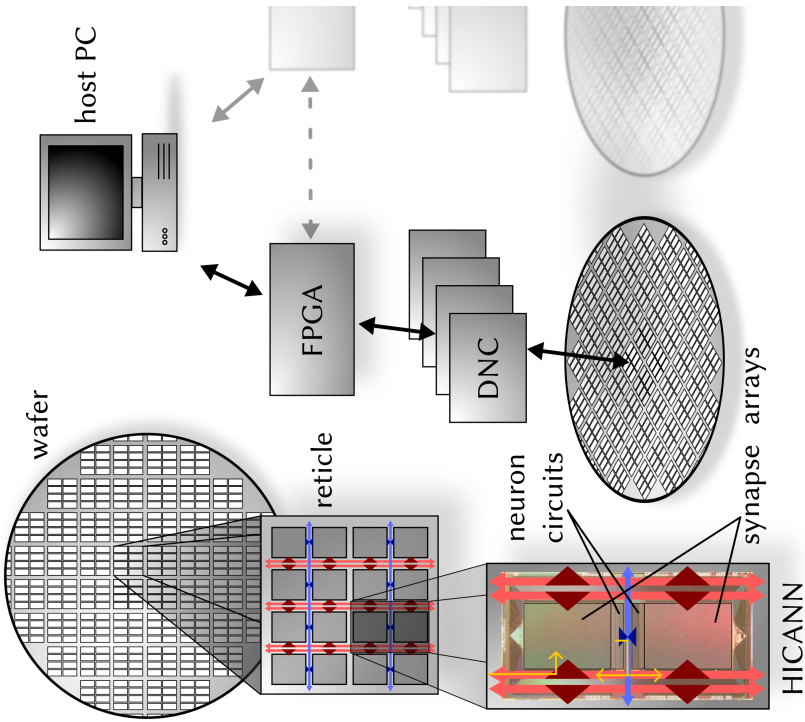 wafer
reticle
neuron
circuits
synapse arrays
HICANN
host PC
FPGA
DNC